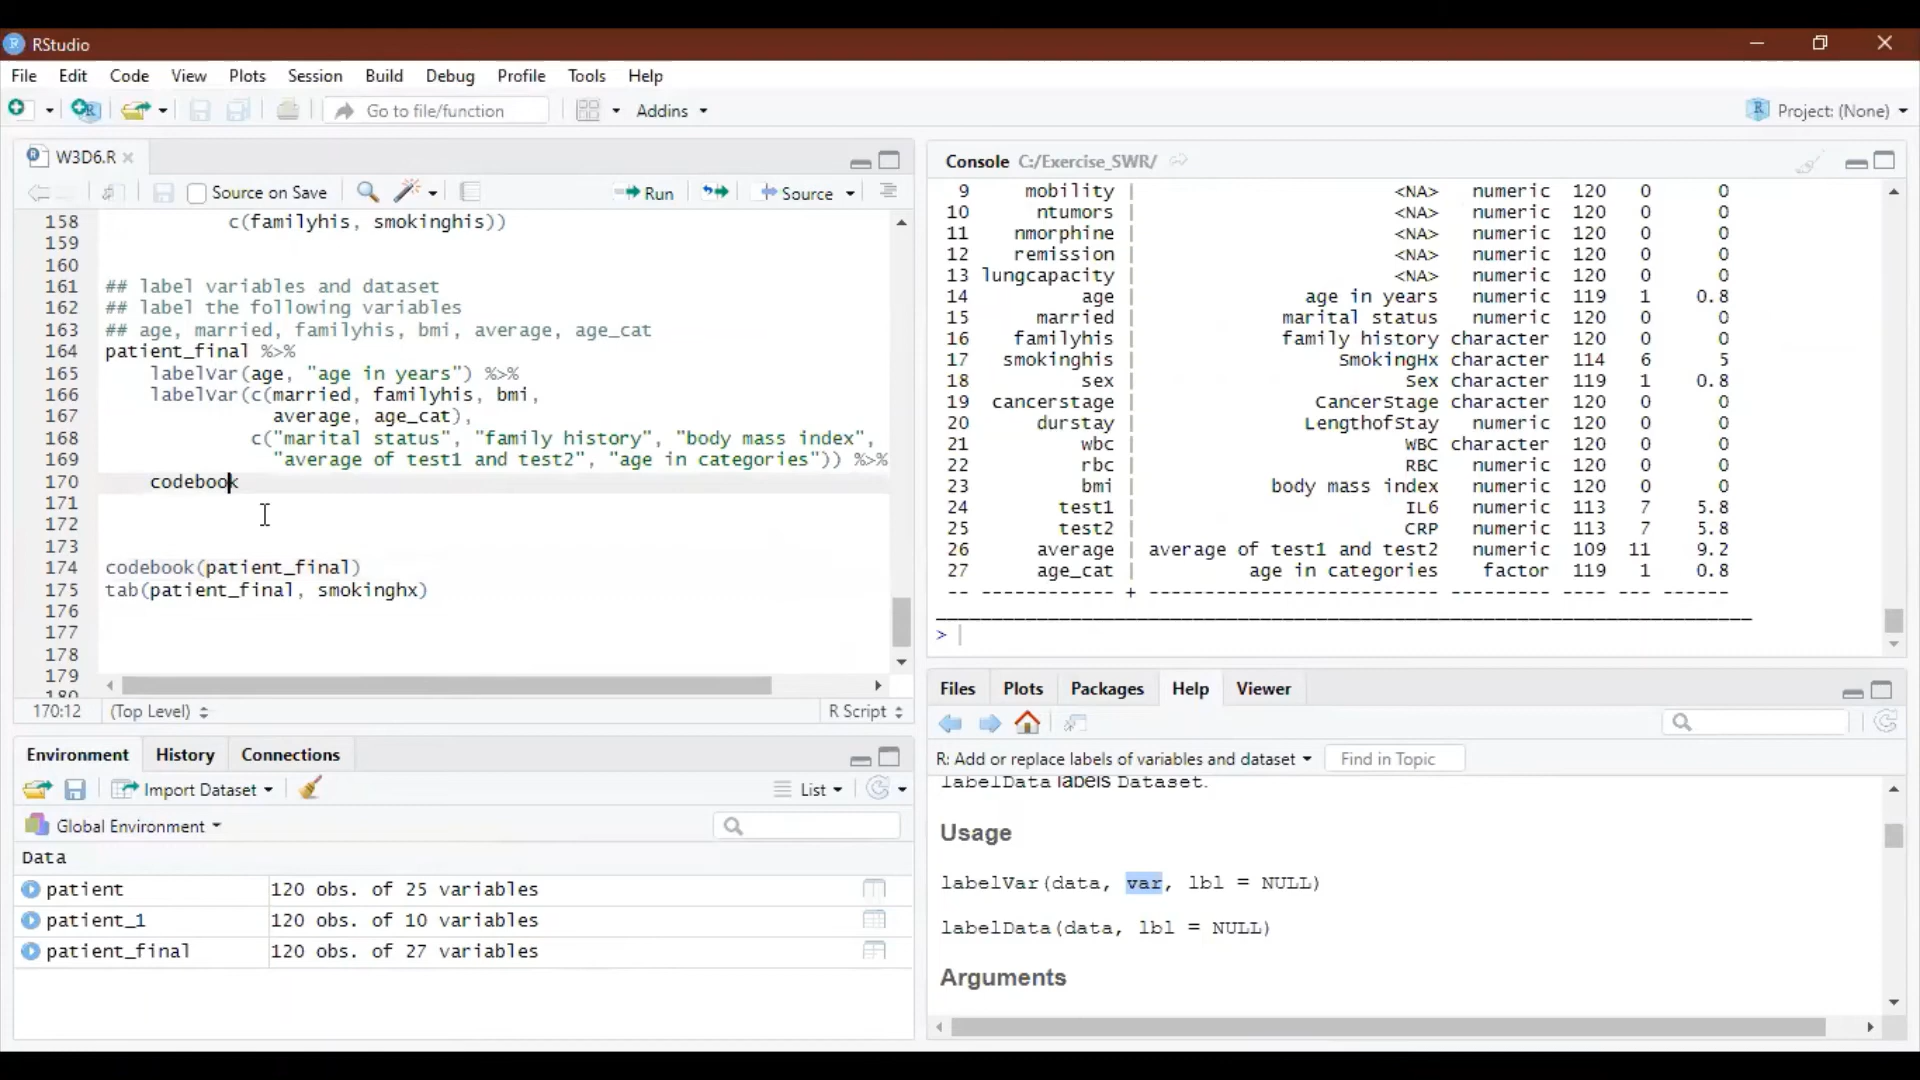 RStudio
File Edit Code View Plots Session Build Debug Profile Tools Help
Go to file/function Addins Project: (None)
W3D6.R
Source on Save Run Source
158 c(familyhis, smokinghis))
159
160
161 ## label variables and dataset
162 ## label the following variables
163 ## age, married, familyhis, bmi, average, age_cat
164 patient_final %>%
165 labelVar(age, "age in years") %>%
166 labelVar(c(married, familyhis, bmi,
167 average, age_cat),
168 c("marital status", "family history", "body mass index",
169 "average of test1 and test2", "age in categories")) %>%
170 codebook
171
172
173
174 codebook(patient_final)
175 tab(patient_final, smokinghx)
176
177
178
179
180
170:12 (Top Level) R Script
Environment History Connections
Import Dataset List
Global Environment
Data
patient 120 obs. of 25 variables
patient_1 120 obs. of 10 variables
patient_final 120 obs. of 27 variables
Console C:/Exercise_SWR/
9 mobility | <NA> numeric 120 0 0
10 ntumors | <NA> numeric 120 0 0
11 nmorphine | <NA> numeric 120 0 0
12 remission | <NA> numeric 120 0 0
13 lungcapacity | <NA> numeric 120 0 0
14 age | age in years numeric 119 1 0.8
15 married | marital status numeric 120 0 0
16 familyhis | family history character 120 0 0
17 smokinghis | SmokingHx character 114 6 5
18 sex | Sex character 119 1 0.8
19 cancerstage | CancerStage character 120 0 0
20 durstay | LengthofStay numeric 120 0 0
21 wbc | WBC character 120 0 0
22 rbc | RBC numeric 120 0 0
23 bmi | body mass index numeric 120 0 0
24 test1 | IL6 numeric 113 7 5.8
25 test2 | CRP numeric 113 7 5.8
26 average | average of test1 and test2 numeric 109 11 9.2
27 age_cat | age in categories factor 119 1 0.8
-- ------------ + -------------------------- --------- ---- --- ------
>
Files Plots Packages Help Viewer
R: Add or replace labels of variables and dataset Find in Topic
labelData labels Dataset.
Usage
labelVar(data, var, lbl = NULL)
labelData(data, lbl = NULL)
Arguments